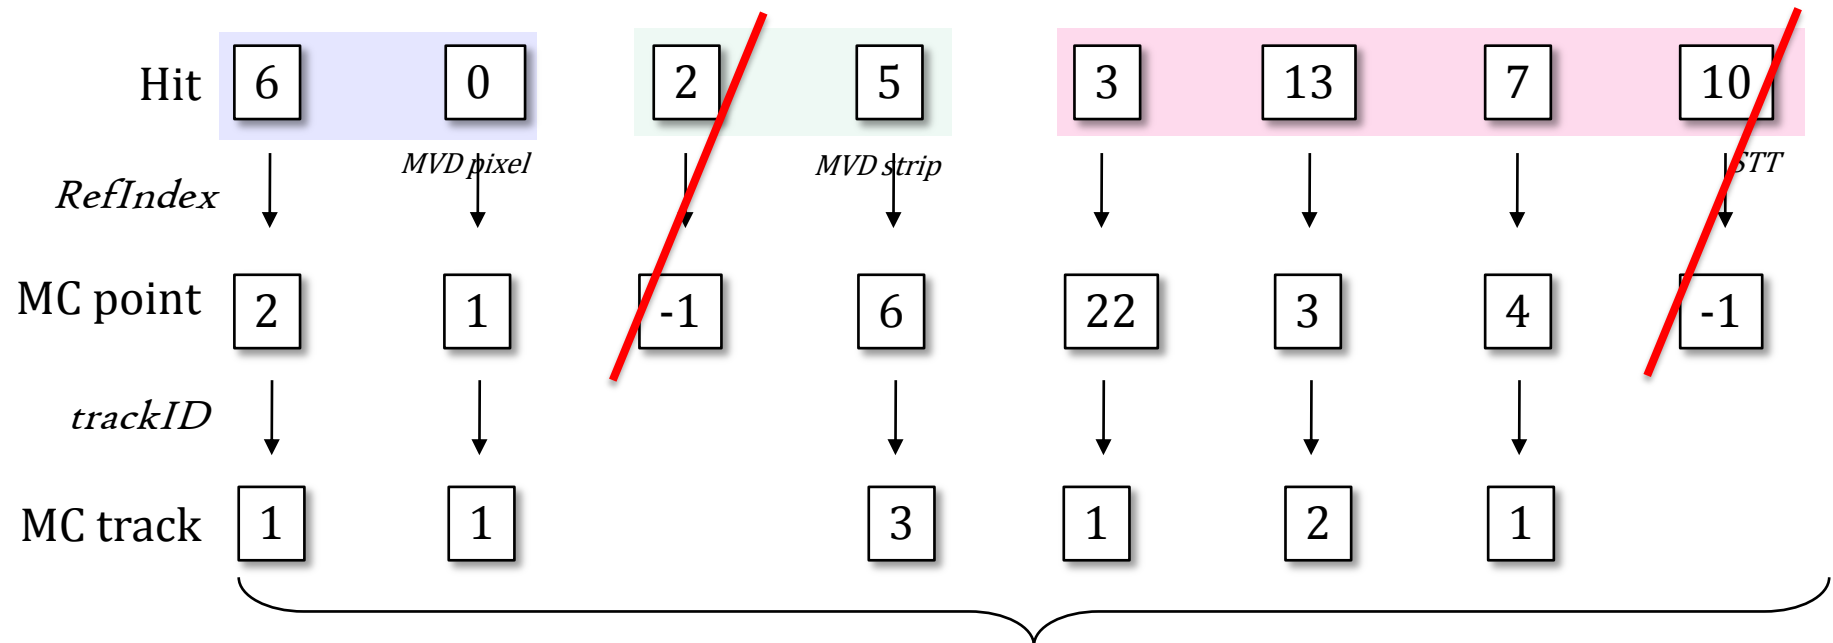 Hit 6 0 2 5 3 13 7 10
MVD pixel MVD strip STT
RefIndex
MC point 2 1 -1 6 22 3 4 -1
trackID
MC track 1 1 3 1 2 1